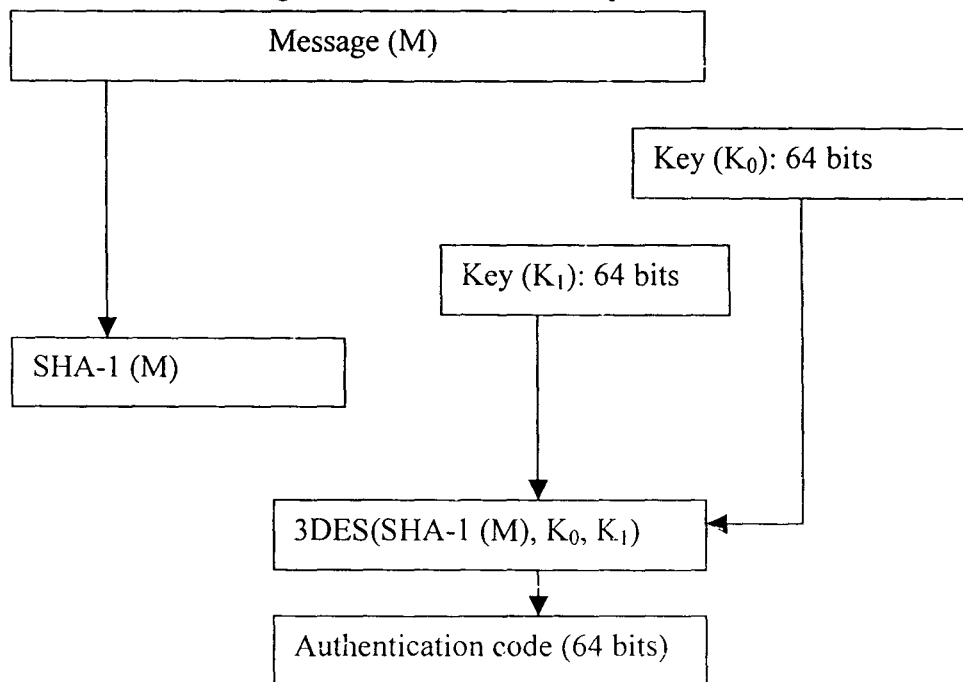 Message (M)
Key (K₀): 64 bits
Key (K₁): 64 bits
SHA-1 (M)
3DES(SHA-1 (M), K₀, K₁)
Authentication code (64 bits)